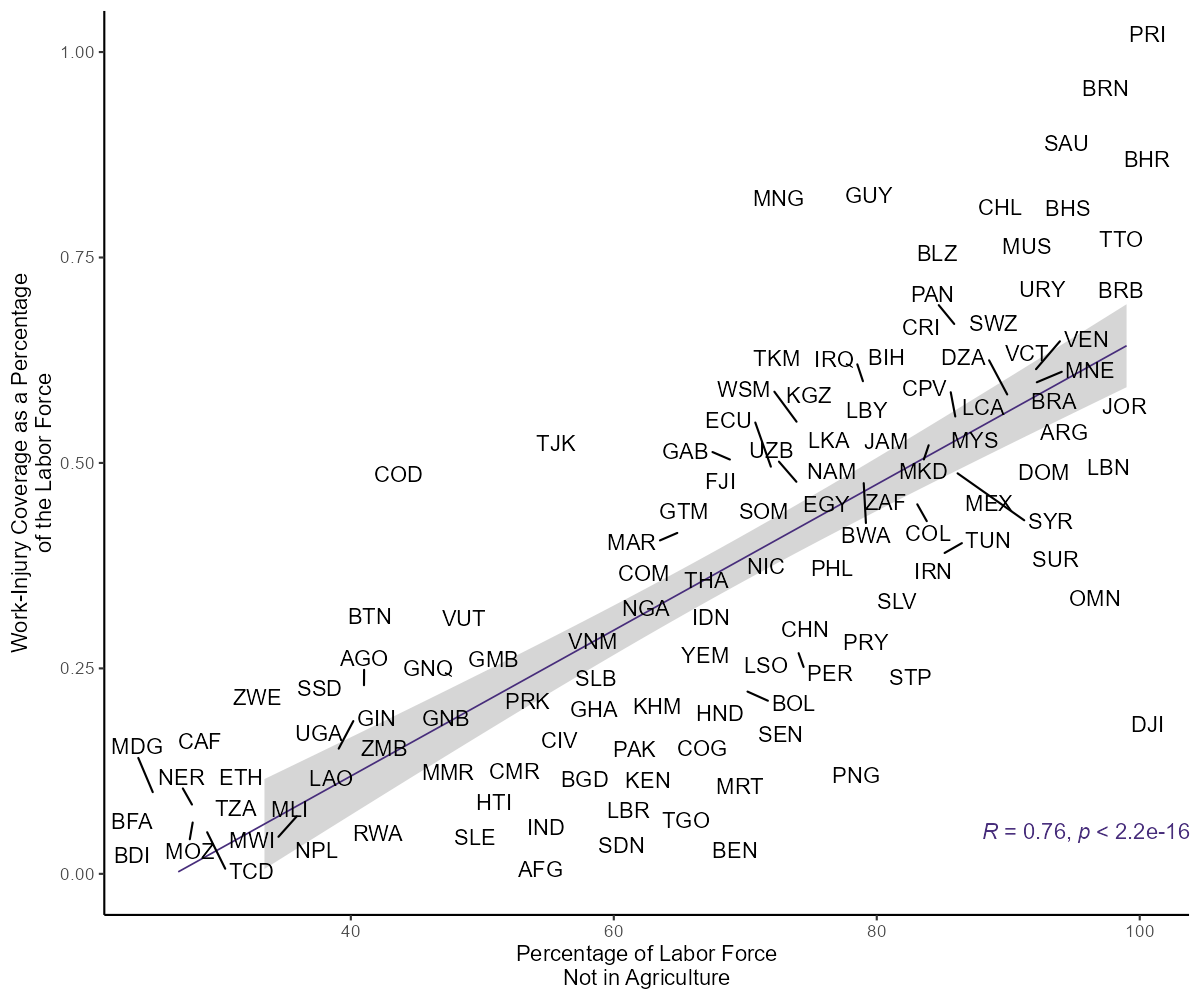 PRI
1.00
BRN
SAU
BHR
MNG
GUY
CHL
BHS
TTO
MUS
BLZ
0.75
URY
BRB
PAN
SWZ
CRI
VEN
VCT
TKM
IRQ
BIH
DZA
MNE
WSM
KGZ
CPV
BRA
LCA
JOR
LBY
ECU
ARG
TJK
GAB
UZB
LKA
JAM
MYS
0.50
COD
FJI
NAM
MKD
DOM
LBN
GTM
SOM
EGY
ZAF
MEX
SYR
MAR
BWA
COL
TUN
COM
THA
NIC
PHL
IRN
SUR
SLV
OMN
BTN
VUT
NGA
IDN
CHN
VNM
PRY
AGO
GNQ
GMB
YEM
LSO
PER
STP
0.25
SSD
SLB
ZWE
PRK
GHA
KHM
HND
BOL
UGA
GIN
GNB
DJI
MDG
CAF
ZMB
CIV
PAK
COG
SEN
NER
ETH
LAO
MMR
CMR
BGD
KEN
MRT
PNG
TZA
MLI
HTI
LBR
BFA
TGO
MWI
RWA
SLE
IND
R = 0.76, p < 2.2e-16
BDI
MOZ
NPL
SDN
BEN
TCD
AFG
0.00
40
60
80
100
Percentage of Labor Force
Not in Agriculture
Work-Injury Coverage as a Percentage
of the Labor Force